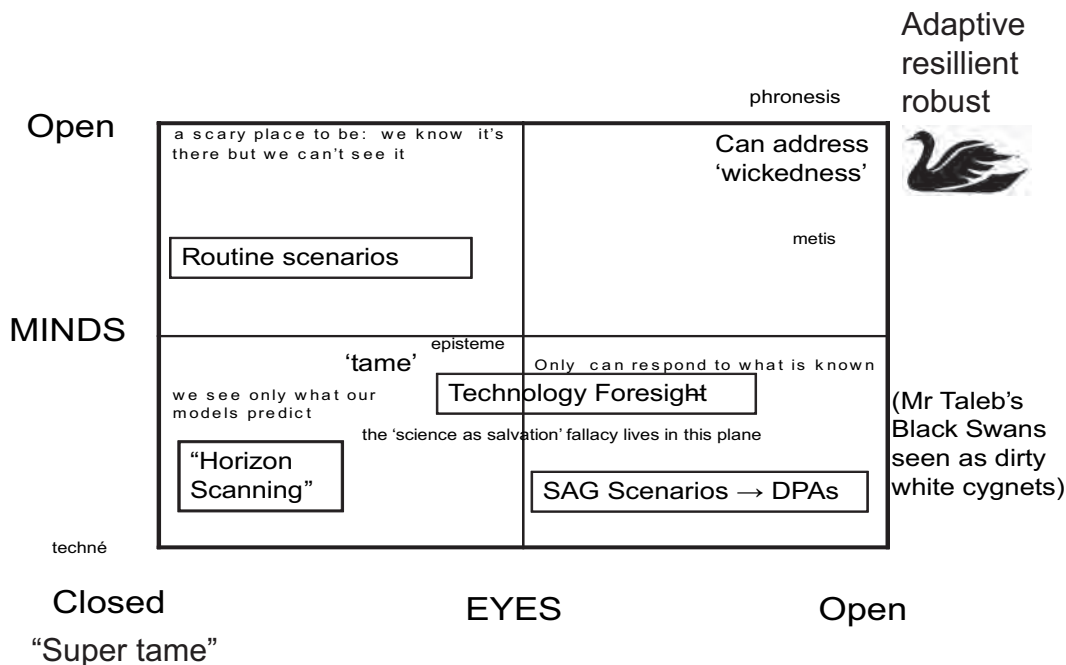 Adaptive
resillient
robust
phronesis
Open
a scary place to be: we know it's
there but we can't see it
Can address
‘wickedness’
metis
Routine scenarios
MINDS
episteme
‘tame’
Only can respond to what is known
we see only what our
models predict
Technology Foresight
(Mr Taleb’s
Black Swans
seen as dirty
white cygnets)
the ‘science as salvation’ fallacy lives in this plane
“Horizon
Scanning”
SAG Scenarios → DPAs
techné
Closed
EYES
Open
“Super tame”